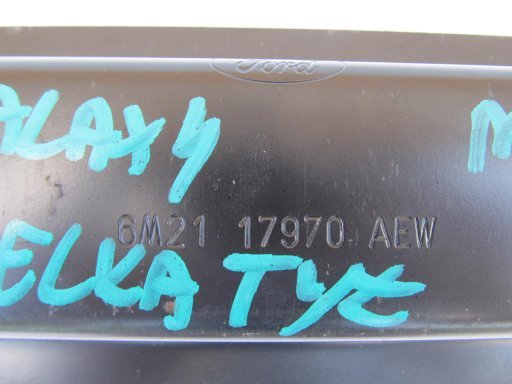 Ford
ALAXY M
6M21 17970 AEW
ELKA TYŁ